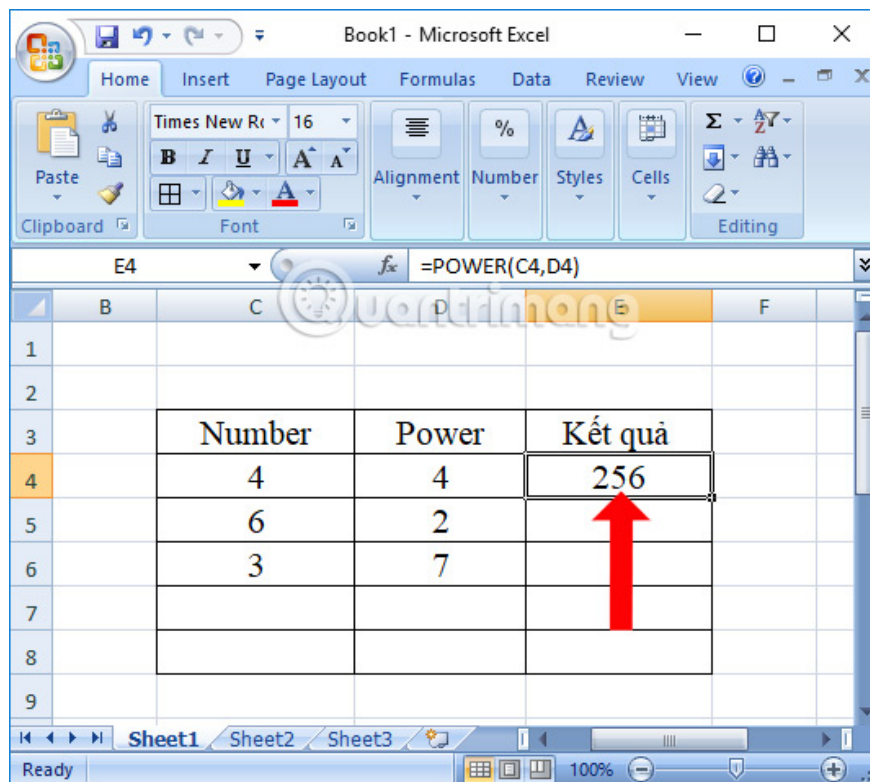 Book1 - Microsoft Excel
Home Insert Page Layout Formulas Data Review View
Times New Ro 16
B I U A A
Paste Alignment Number Styles Cells
Clipboard Font Editing
E4 fx =POWER(C4,D4)
Quantrimang
B C D E F
1
2
3 Number Power Kết quả
4 4 4 256
5 6 2
6 3 7
7
8
9
Sheet1 Sheet2 Sheet3
Ready 100%